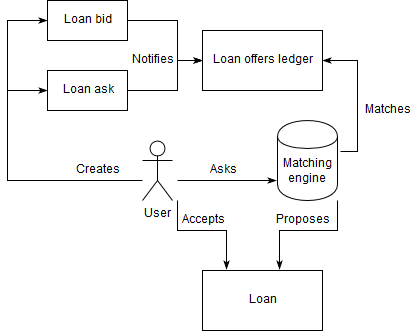 Loan bid
Notifies
Loan offers ledger
Loan ask
Matches
Creates
Asks
Matching
engine
User
Accepts
Proposes
Loan